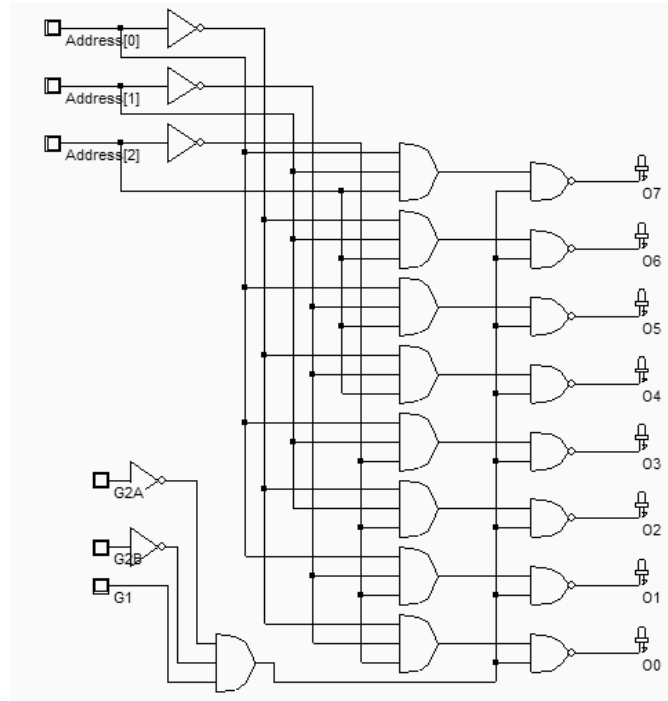 Address[0]
Address[1]
Address[2]
O7
O6
O5
O4
O3
G2A
O2
G2B
O1
G1
O0